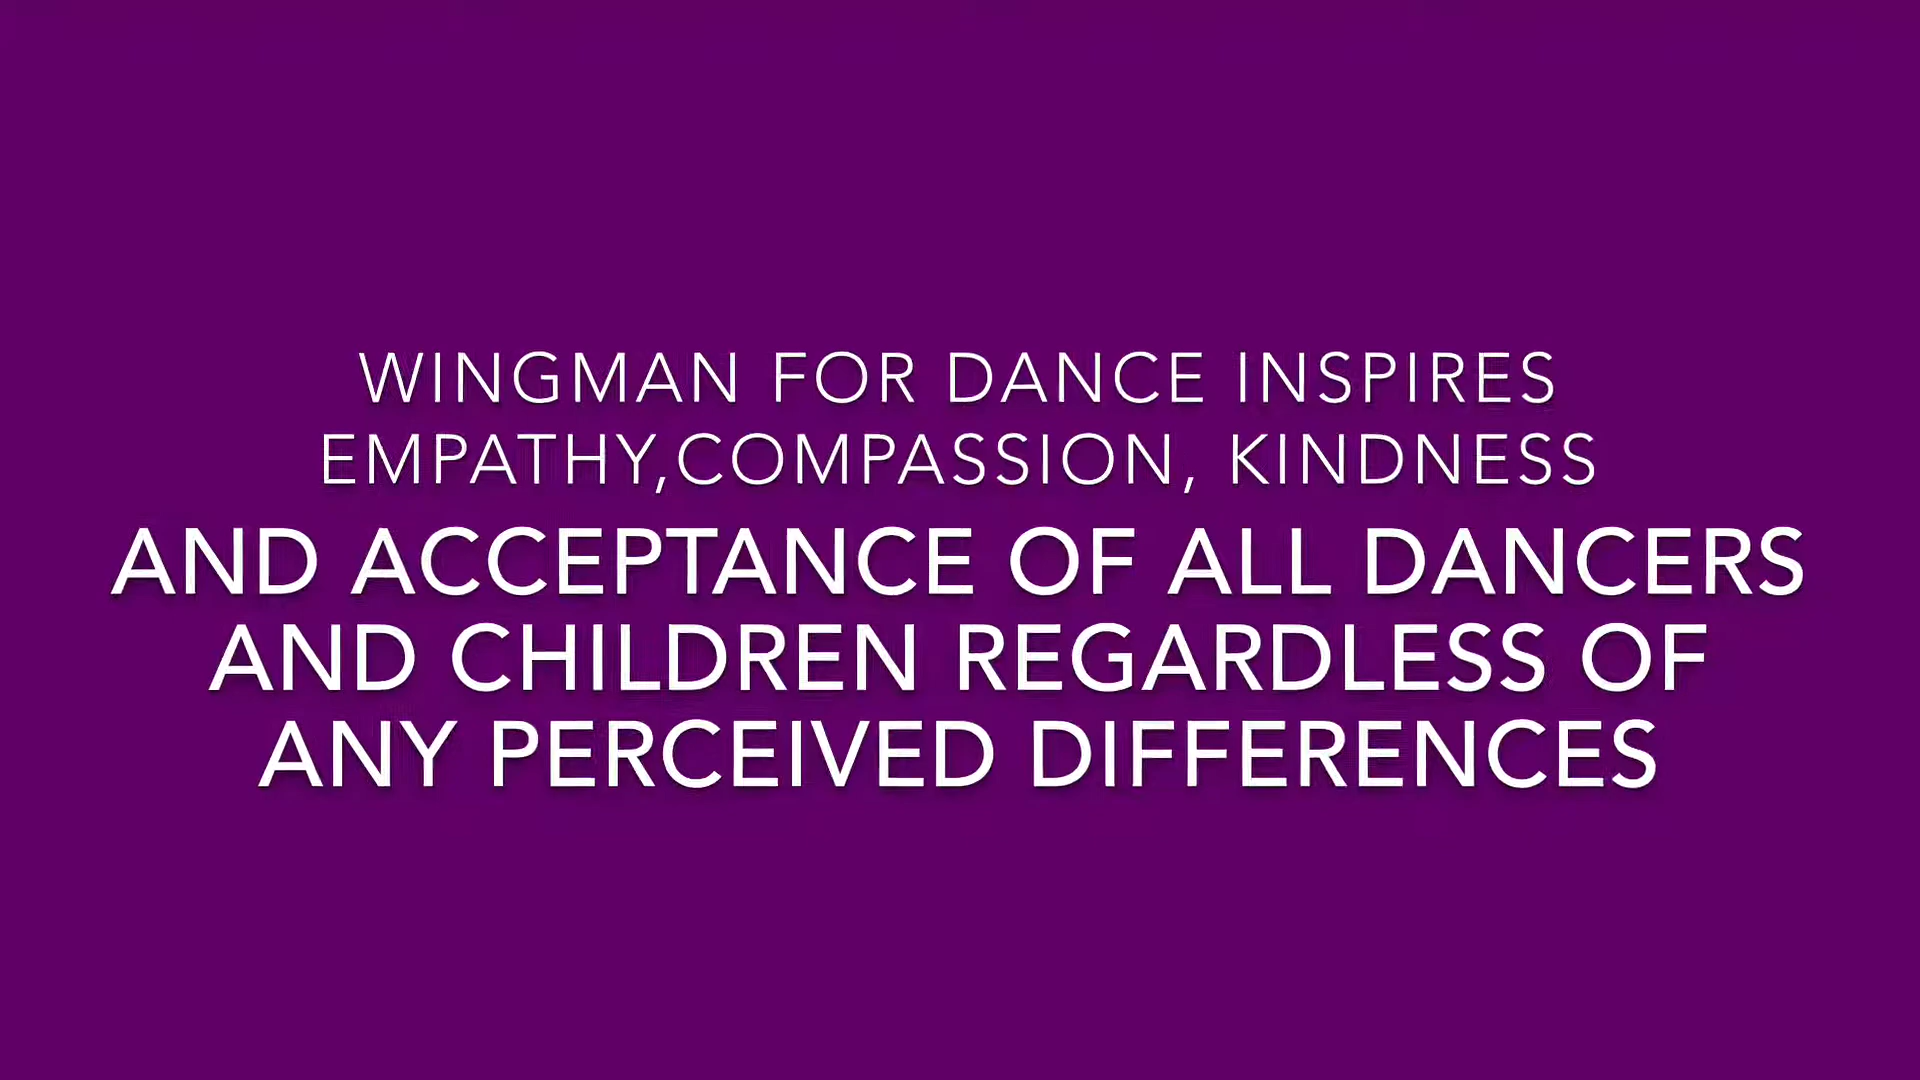 WINGMAN FOR DANCE INSPIRES
EMPATHY,COMPASSION, KINDNESS
AND ACCEPTANCE OF ALL DANCERS
AND CHILDREN REGARDLESS OF
ANY PERCEIVED DIFFERENCES